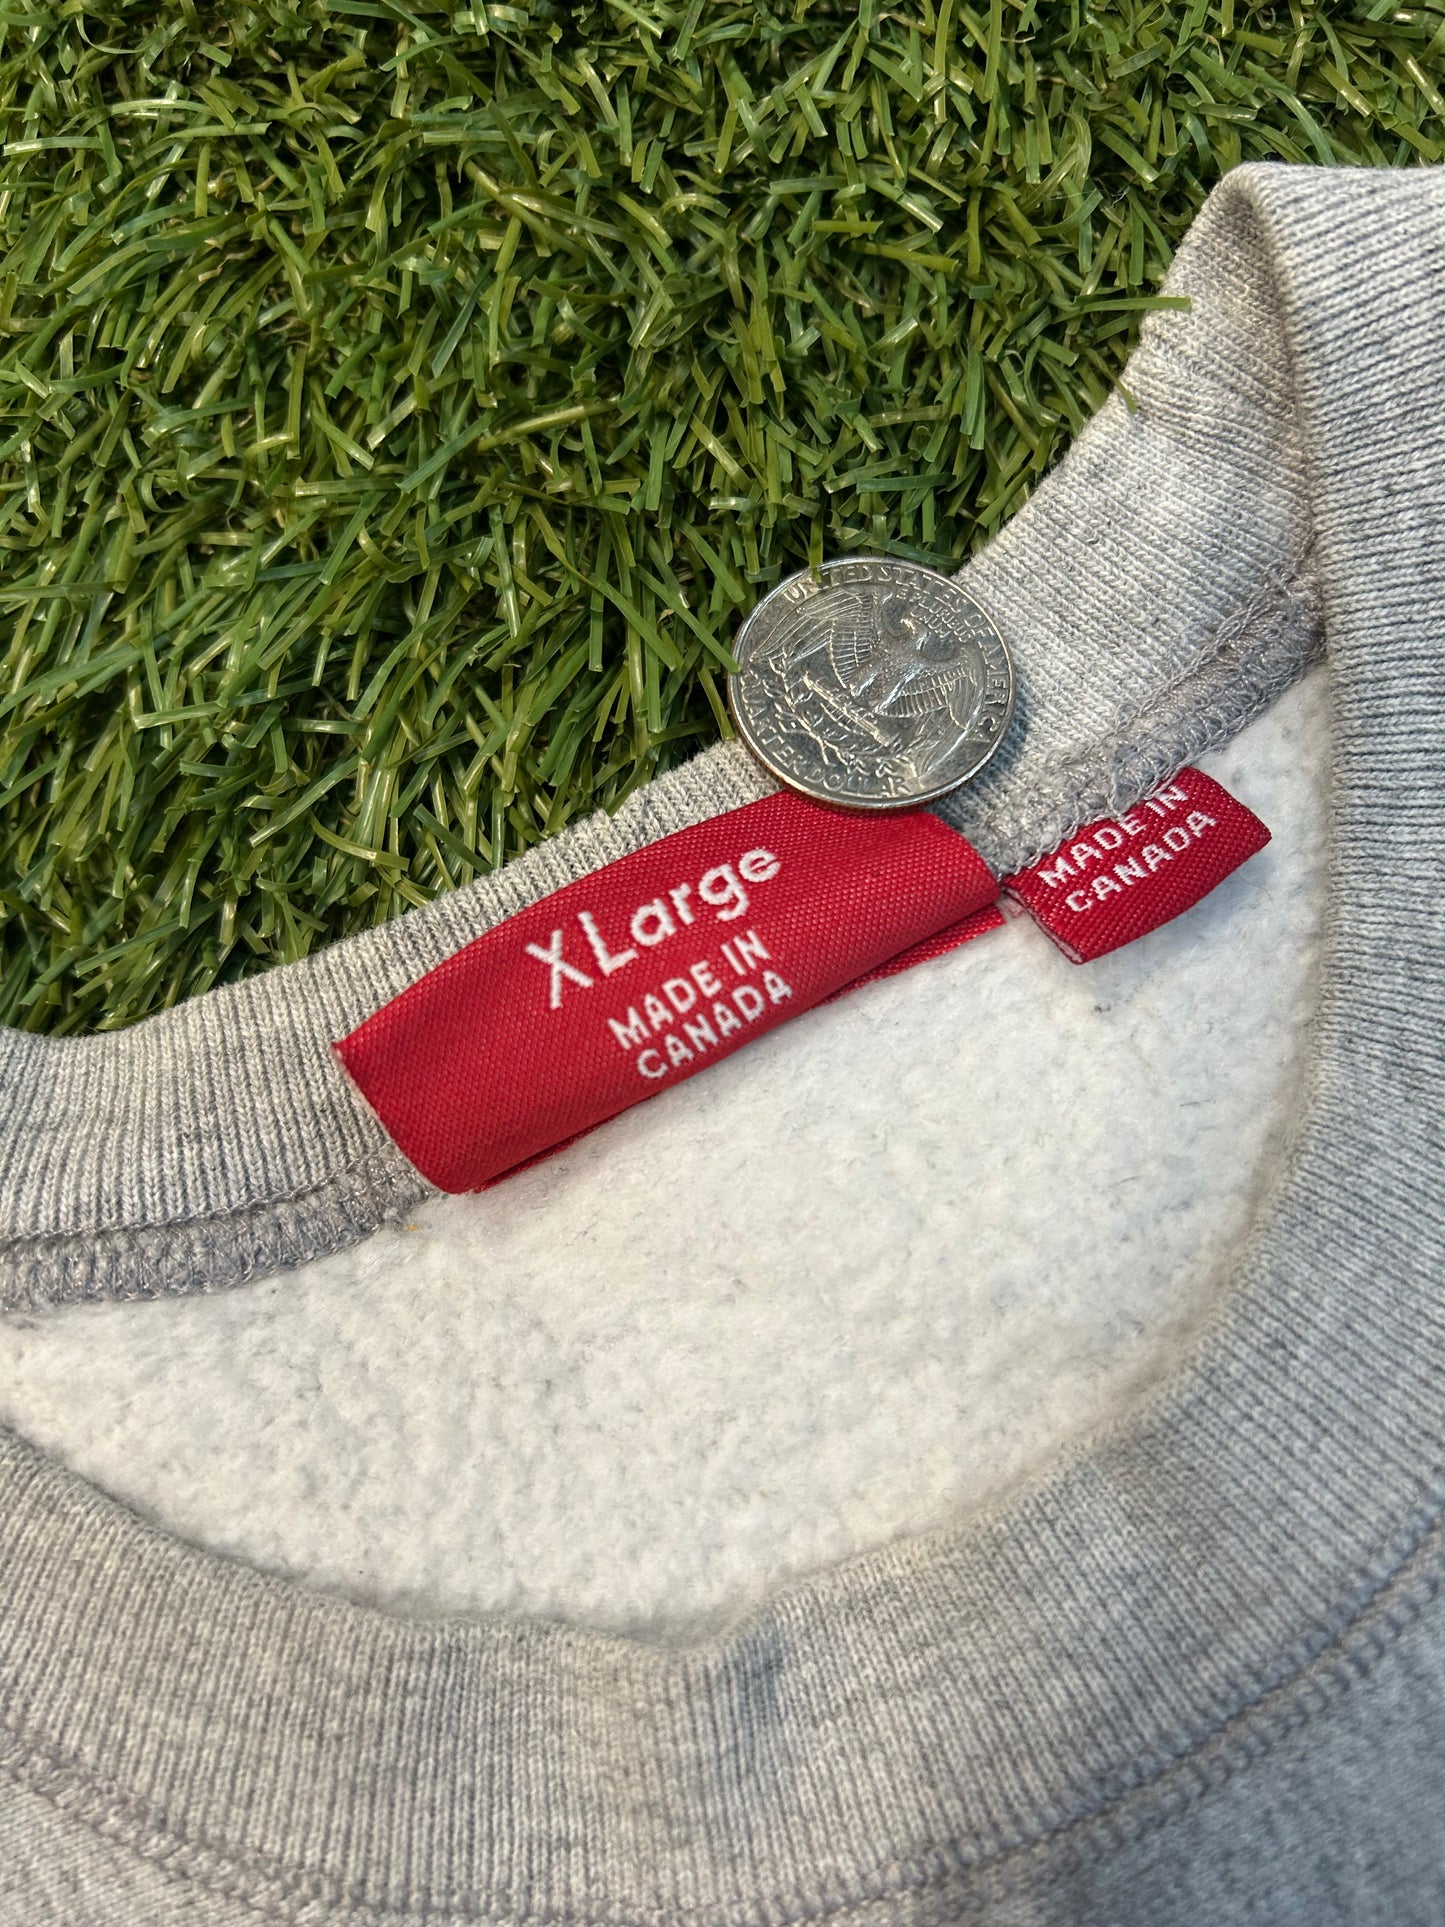 UNITED STATES OF AMERICA
E PLURIBUS
UNUM
QUARTER DOLLAR
XLarge
MADE IN
CANADA
MADE IN
CANADA